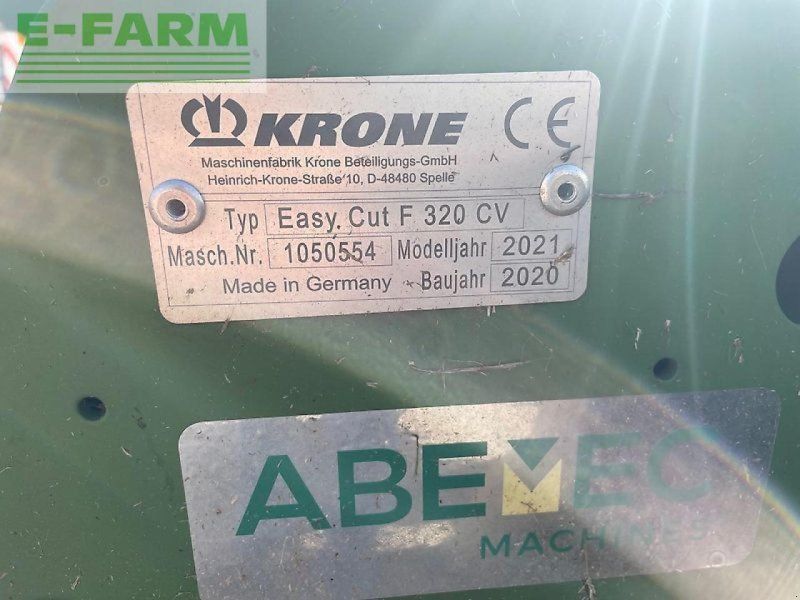 E-FARM
KRONE CE
Maschinenfabrik Krone Beteiligungs-GmbH
Heinrich-Krone-Straße 10, D-48480 Spelle
Typ Easy Cut F 320 CV
Masch.Nr. 1050554 Modelljahr 2021
Made in Germany Baujahr 2020
ABEMEC
MACHINES